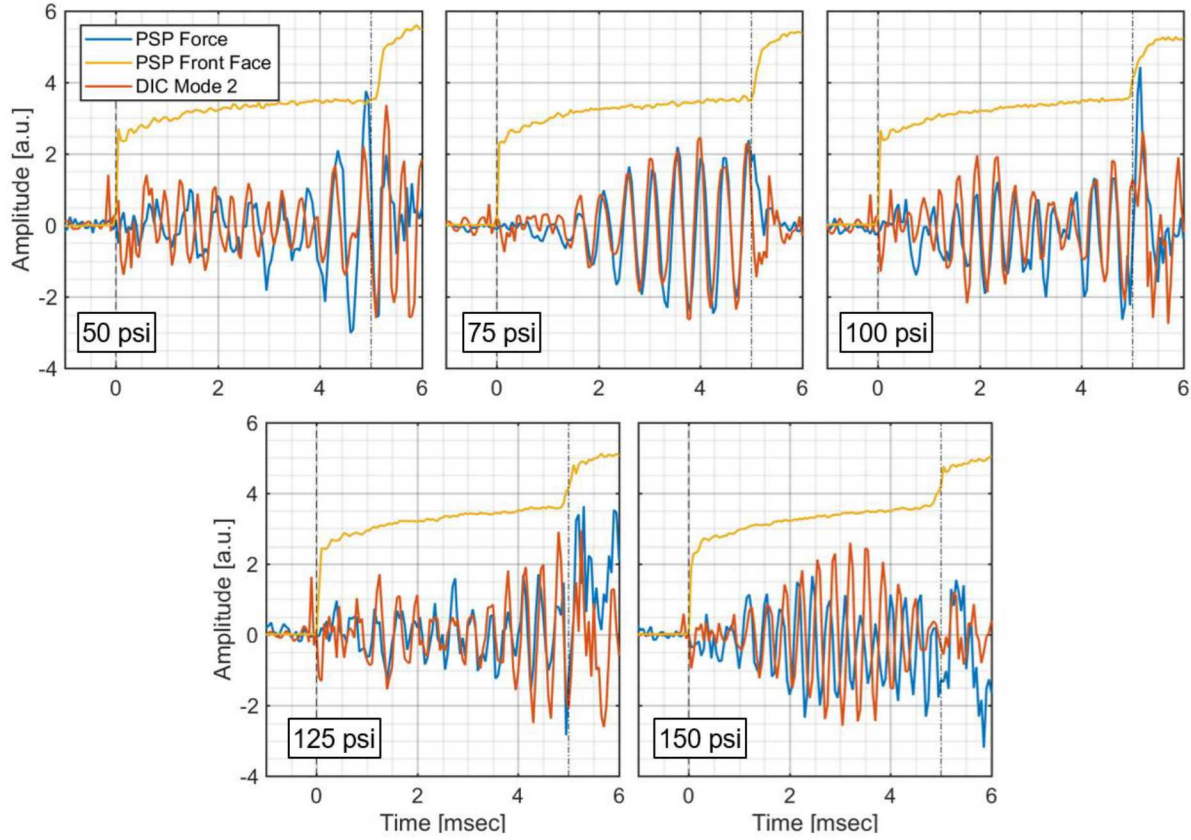 PSP Force
PSP Front Face
DIC Mode 2
Amplitude [a.u.]
6
4
2
0
-2
-4
50 psi
75 psi
100 psi
0 2 4 6
0 2 4 6
0 2 4 6
Amplitude [a.u.]
6
4
2
0
-2
-4
125 psi
150 psi
0 2 4 6
0 2 4 6
Time [msec]
Time [msec]